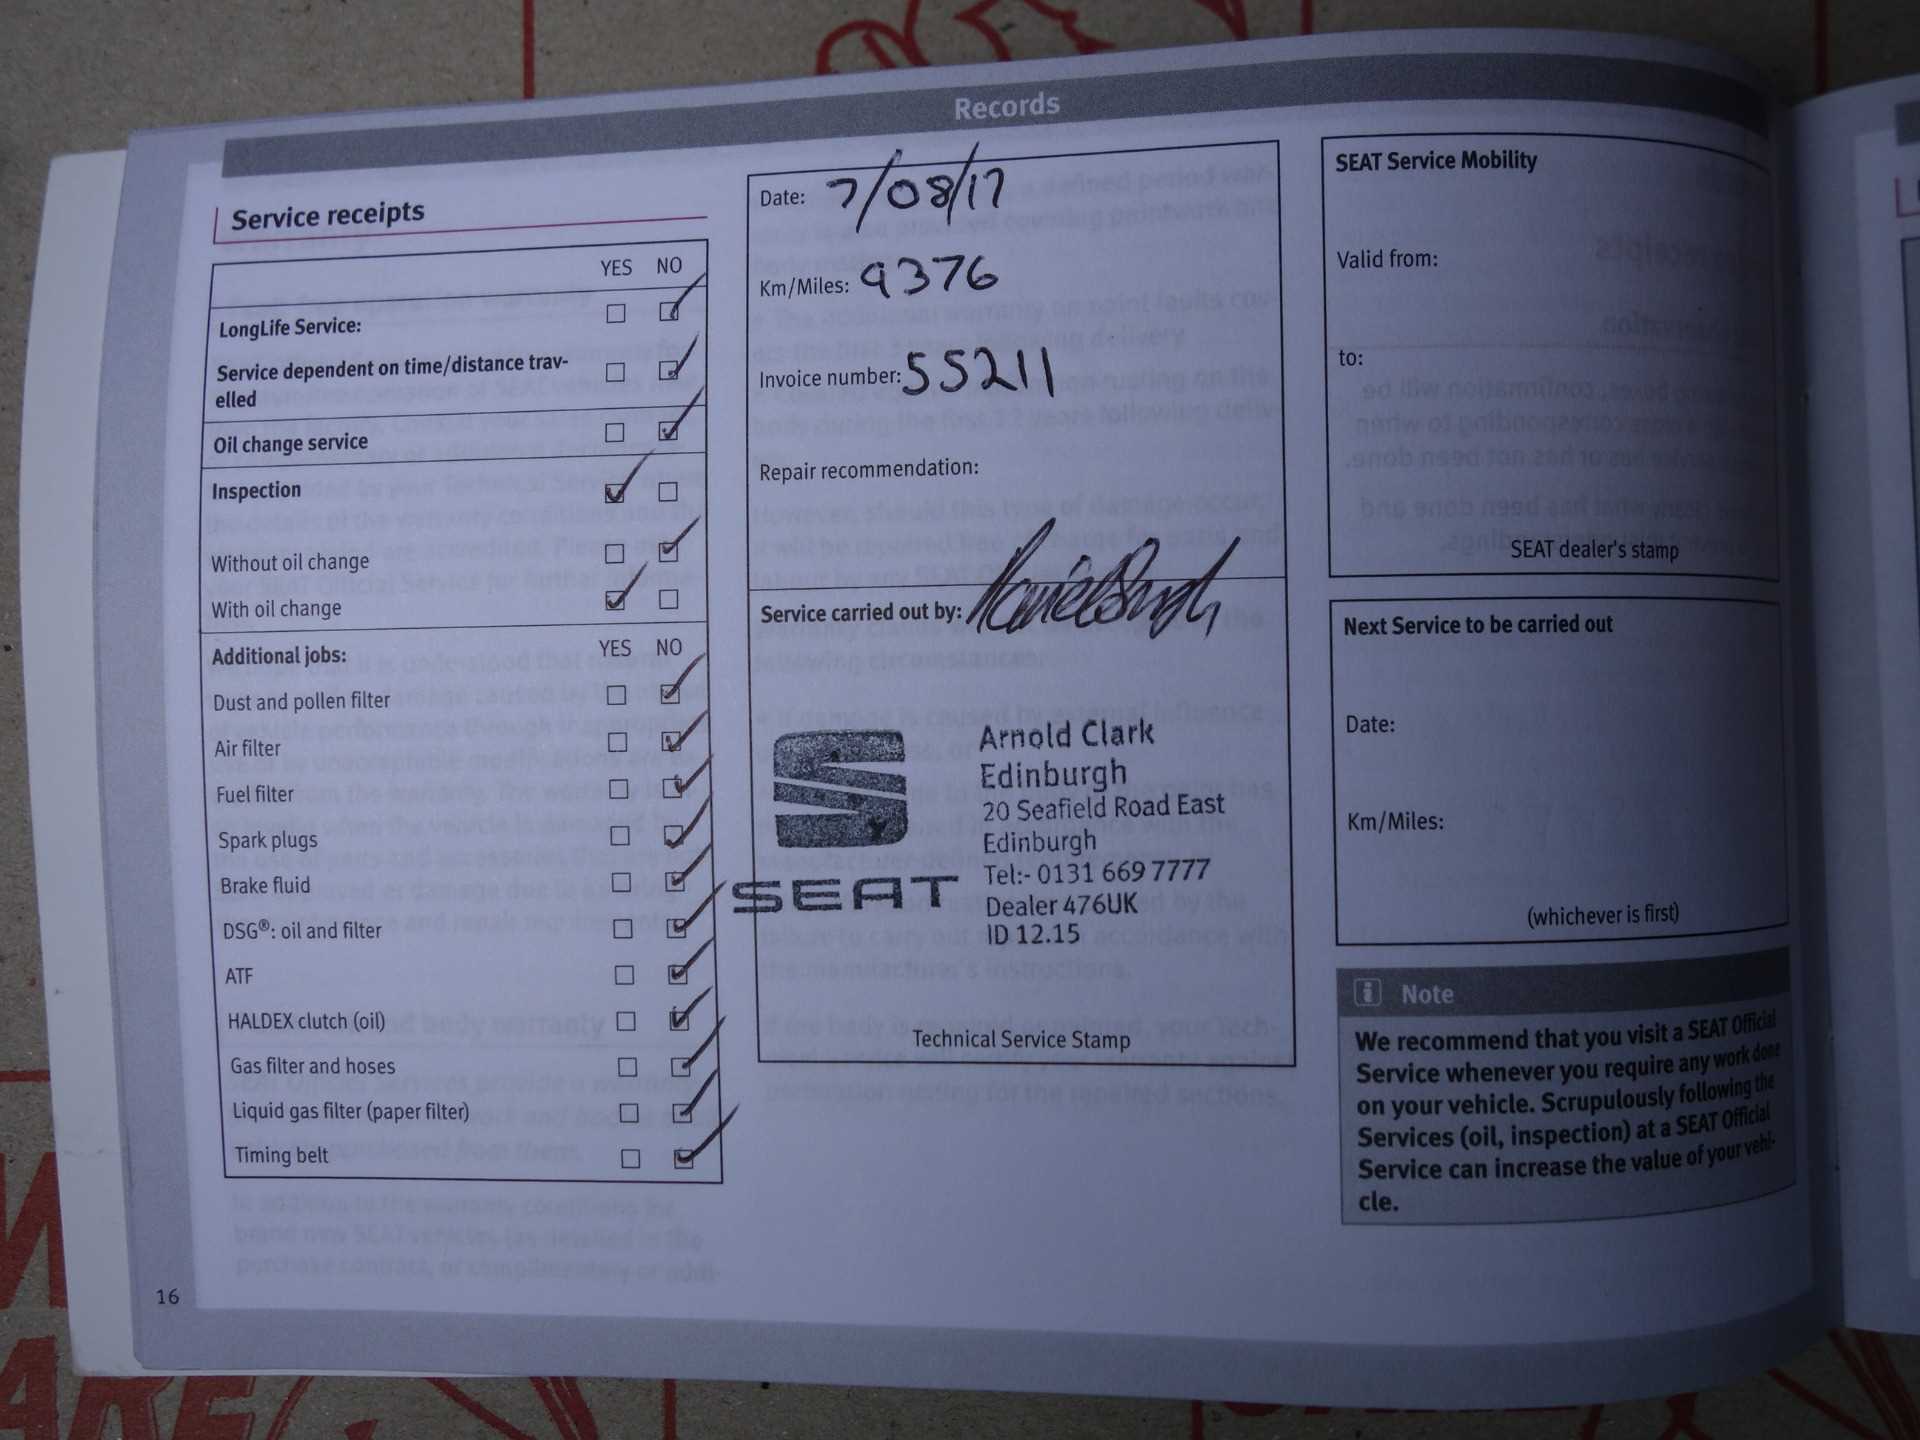 Records
Service receipts
YES NO
LongLife Service:
Service dependent on time/distance trav-
elled
Oil change service
Inspection
Without oil change
With oil change
Additional jobs: YES NO
Dust and pollen filter
Air filter
Fuel filter
Spark plugs
Brake fluid
DSG®: oil and filter
ATF
HALDEX clutch (oil)
Gas filter and hoses
Liquid gas filter (paper filter)
Timing belt
16
Date: 7/08/17
Km/Miles: 9376
Invoice number: 55211
Repair recommendation:
Service carried out by:
SEAT
Arnold Clark
Edinburgh
20 Seafield Road East
Edinburgh
Tel:- 0131 669 7777
Dealer 476UK
ID 12.15
Technical Service Stamp
SEAT Service Mobility
Valid from:
to:
SEAT dealer's stamp
Next Service to be carried out
Date:
Km/Miles:
(whichever is first)
Note
We recommend that you visit a SEAT Official
Service whenever you require any work done
on your vehicle. Scrupulously following the
Services (oil, inspection) at a SEAT Official
Service can increase the value of your vehi-
cle.
ARE